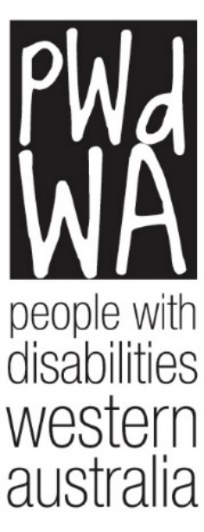 PWd
WA
people with
disabilities
western
australia